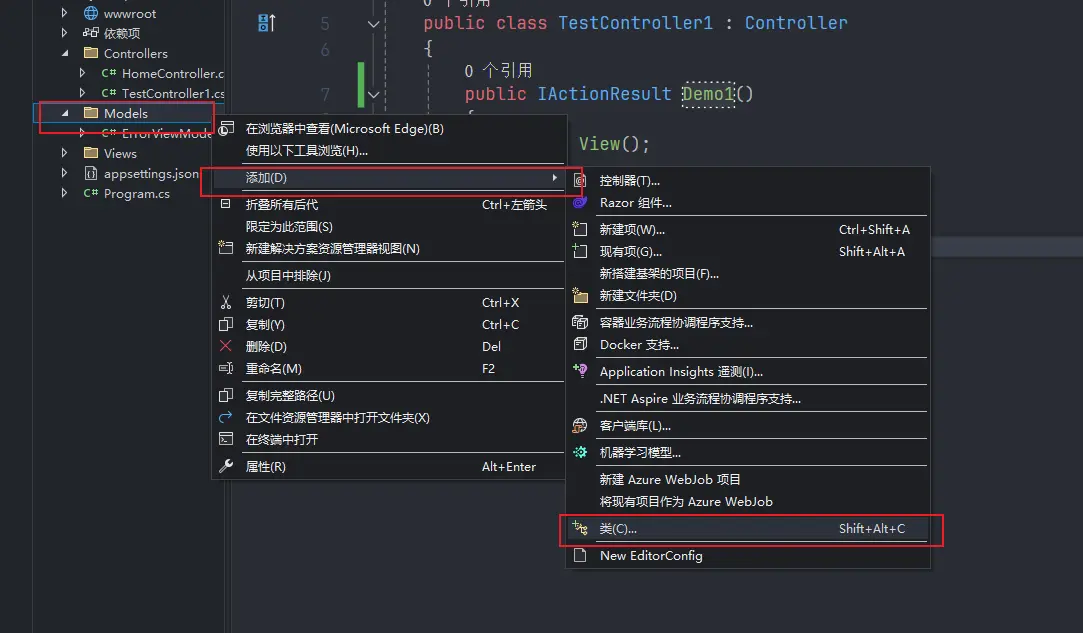 wwwroot
依赖项
Controllers
C# HomeController.c
C# TestController1.cs
Models
C# ErrorViewMode
Views
appsettings.json
C# Program.cs
0 个引用
5 public class TestController1 : Controller
6 {
0 个引用
7 public IActionResult Demo1()
{
View();
在浏览器中查看(Microsoft Edge)(B)
使用以下工具浏览(H)...
添加(D)
折叠所有后代 Ctrl+左箭头
限定为此范围(S)
新建解决方案资源管理器视图(N)
从项目中排除(J)
剪切(T) Ctrl+X
复制(Y) Ctrl+C
删除(D) Del
重命名(M) F2
复制完整路径(U)
在文件资源管理器中打开文件夹(X)
在终端中打开
属性(R) Alt+Enter
控制器(T)...
Razor 组件...
新建项(W)... Ctrl+Shift+A
现有项(G)... Shift+Alt+A
新搭建基架的项目(F)...
新建文件夹(D)
容器业务流程协调程序支持...
Docker 支持...
Application Insights 遥测(I)...
.NET Aspire 业务流程协调程序支持...
客户端库(L)...
机器学习模型...
新建 Azure WebJob 项目
将现有项目作为 Azure WebJob
类(C)... Shift+Alt+C
New EditorConfig